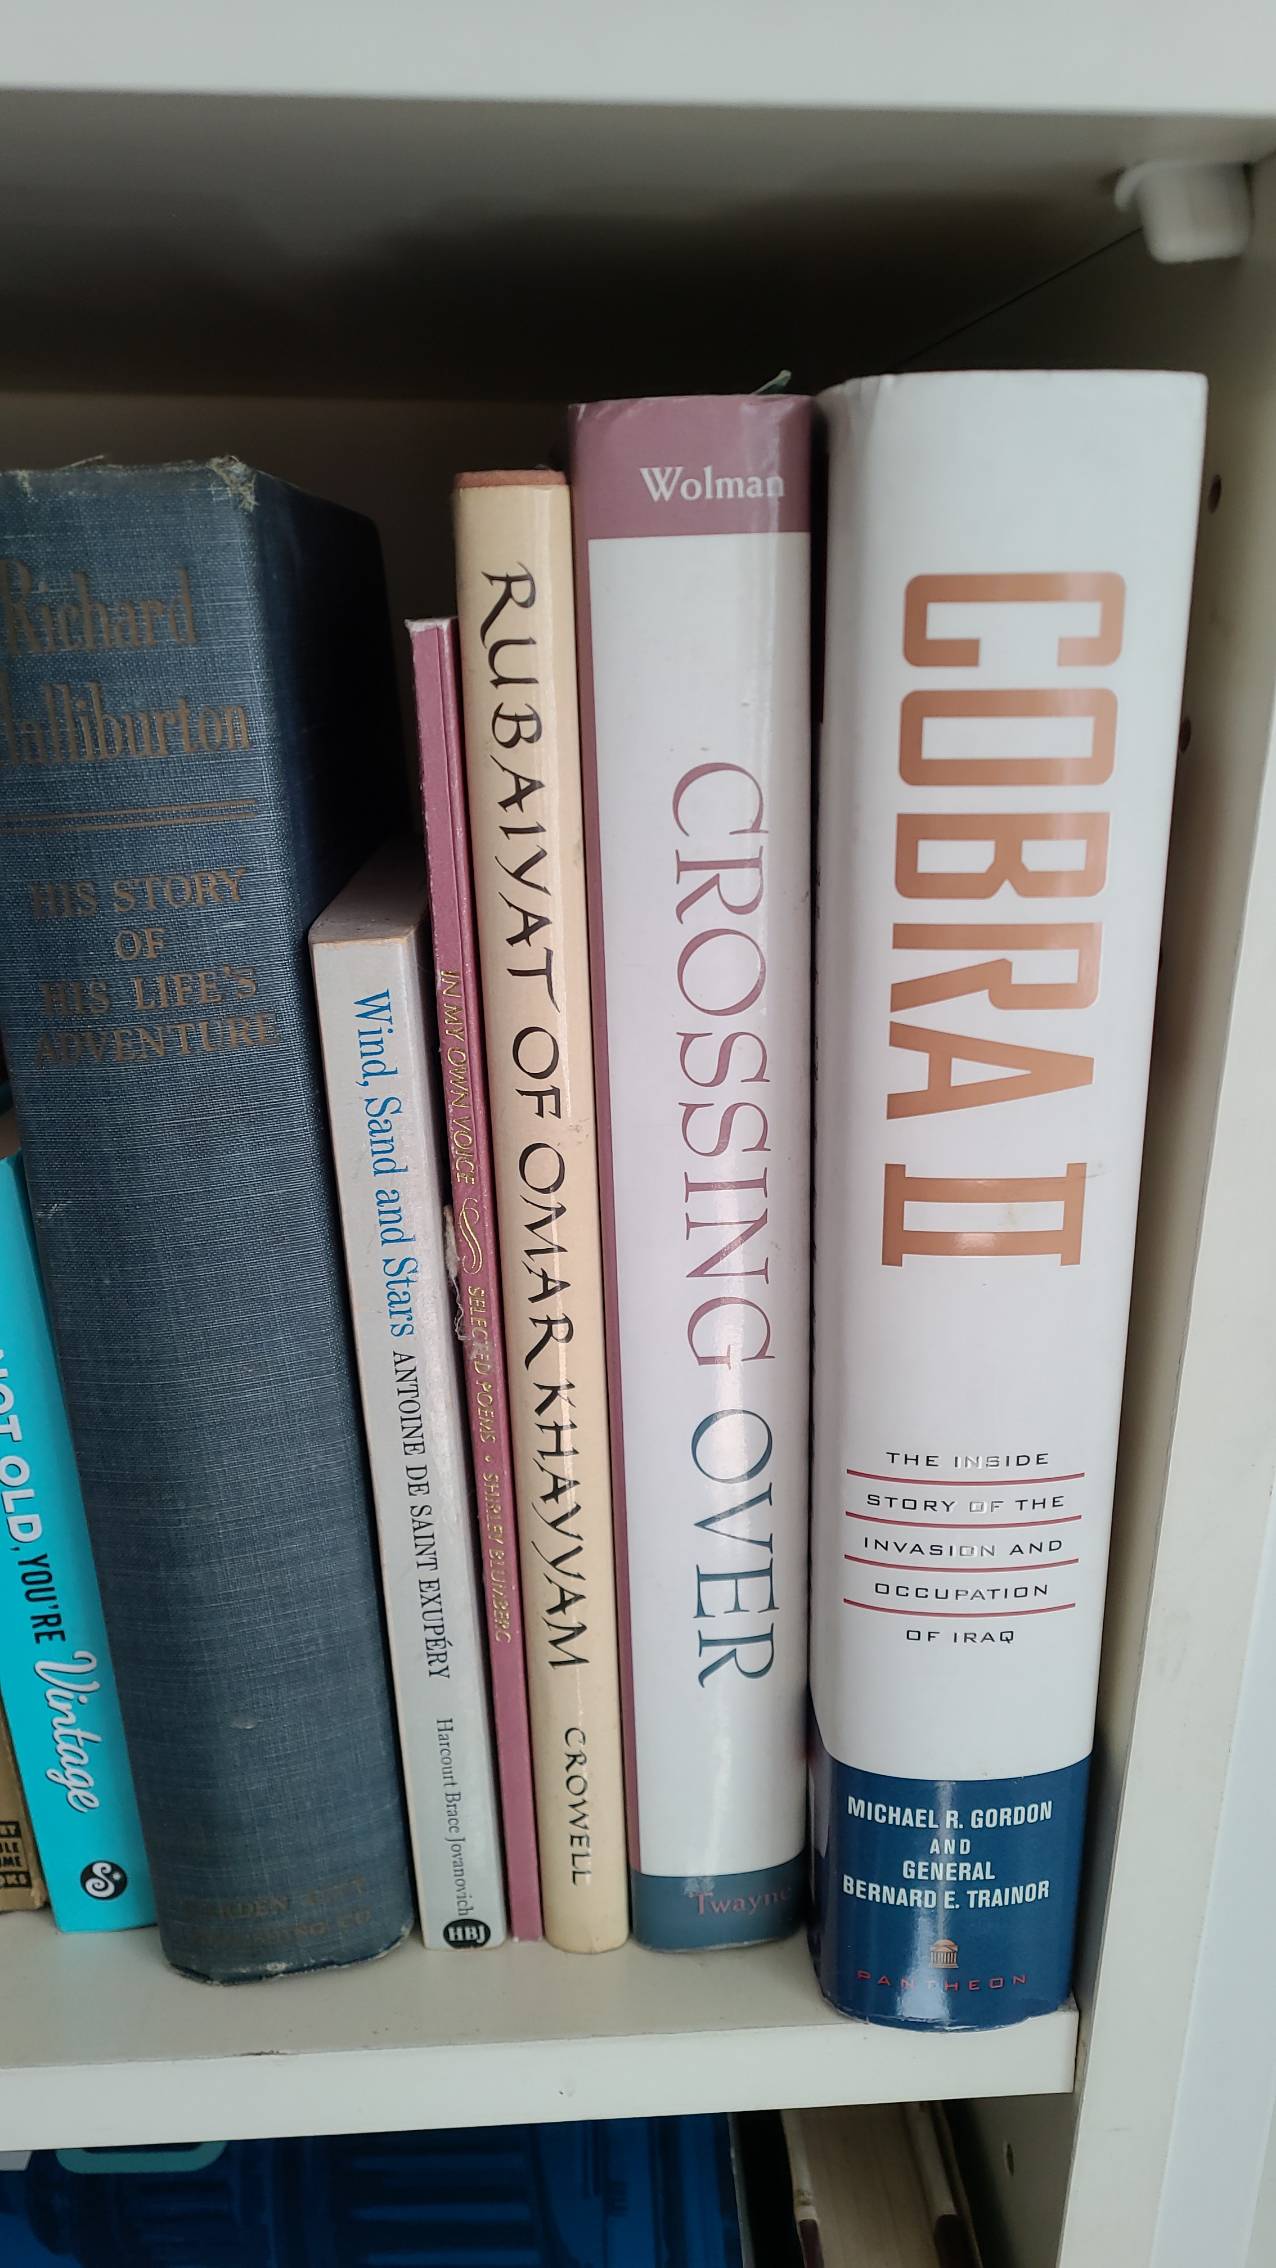 OLD, YOU'RE Vintage
Richard
Halliburton
HIS STORY
OF
HIS LIFE'S
ADVENTURE
Wind, Sand and Stars ANTOINE DE SAINT EXUPÉRY Harcourt Brace Jovanovich
HBJ
IN MY OWN VOICE SELECTED POEMS • SHIRLEY BLUMBERG
RUBAIYAT OF OMAR KHAYYAM CROWELL
Wolman
CROSSING OVER
Twayne
COBRA II
THE INSIDE
STORY OF THE
INVASION AND
OCCUPATION
OF IRAQ
MICHAEL R. GORDON
AND
GENERAL
BERNARD E. TRAINOR
PANTHEON